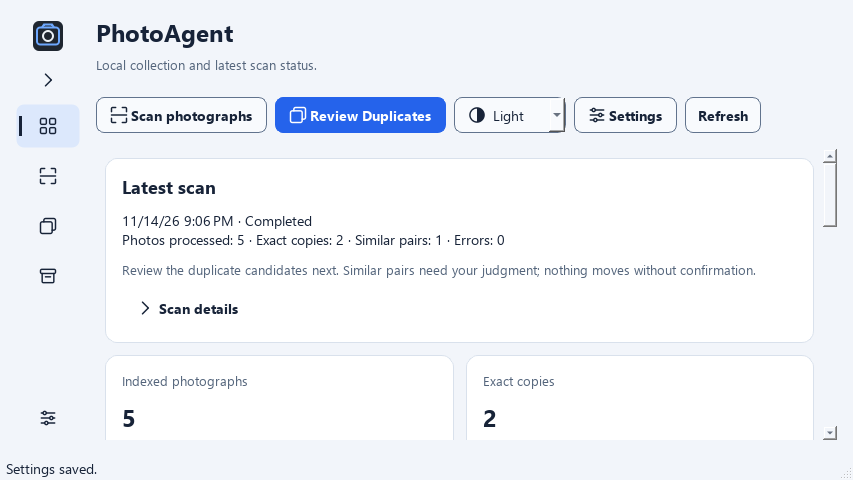 PhotoAgent
Local collection and latest scan status.
Scan photographs Review Duplicates Light Settings Refresh
Latest scan
11/14/26 9:06 PM · Completed
Photos processed: 5 · Exact copies: 2 · Similar pairs: 1 · Errors: 0
Review the duplicate candidates next. Similar pairs need your judgment; nothing moves without confirmation.
Scan details
Indexed photographs Exact copies
5 2
Settings saved.